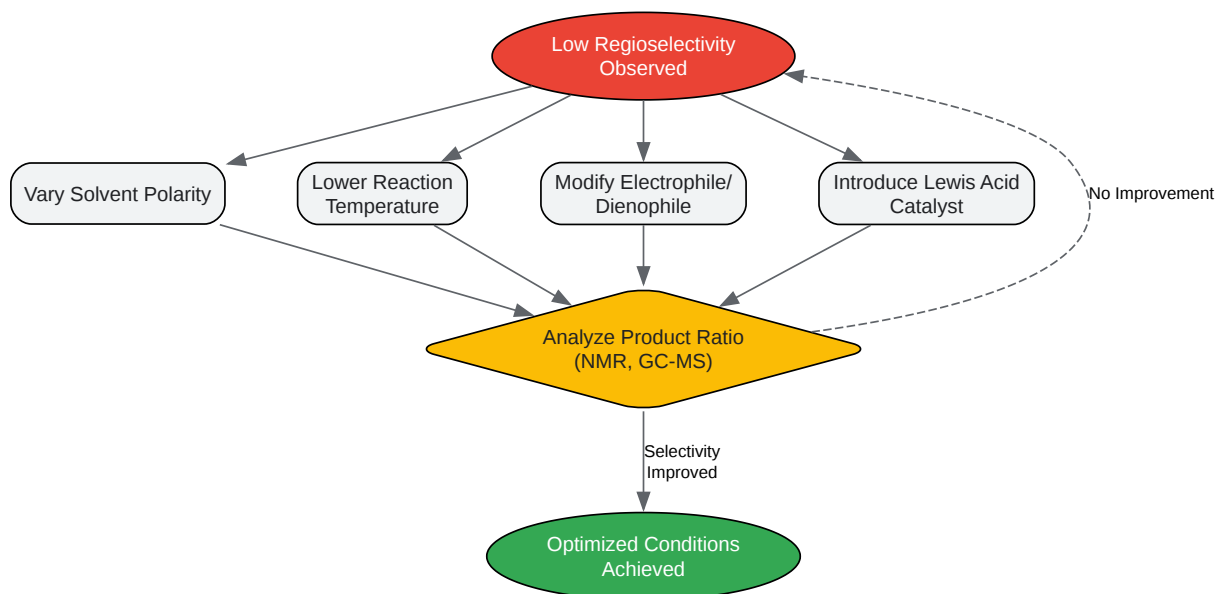 Low Regioselectivity
Observed
Vary Solvent Polarity
Lower Reaction
Temperature
Modify Electrophile/
Dienophile
Introduce Lewis Acid
Catalyst
No Improvement
Analyze Product Ratio
(NMR, GC-MS)
Selectivity
Improved
Optimized Conditions
Achieved